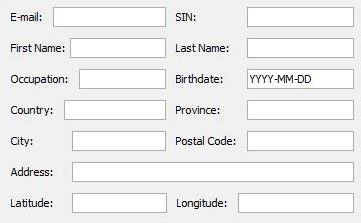 E-mail: SIN:
First Name: Last Name:
Occupation: Birthdate: YYYY-MM-DD
Country: Province:
City: Postal Code:
Address:
Latitude: Longitude: